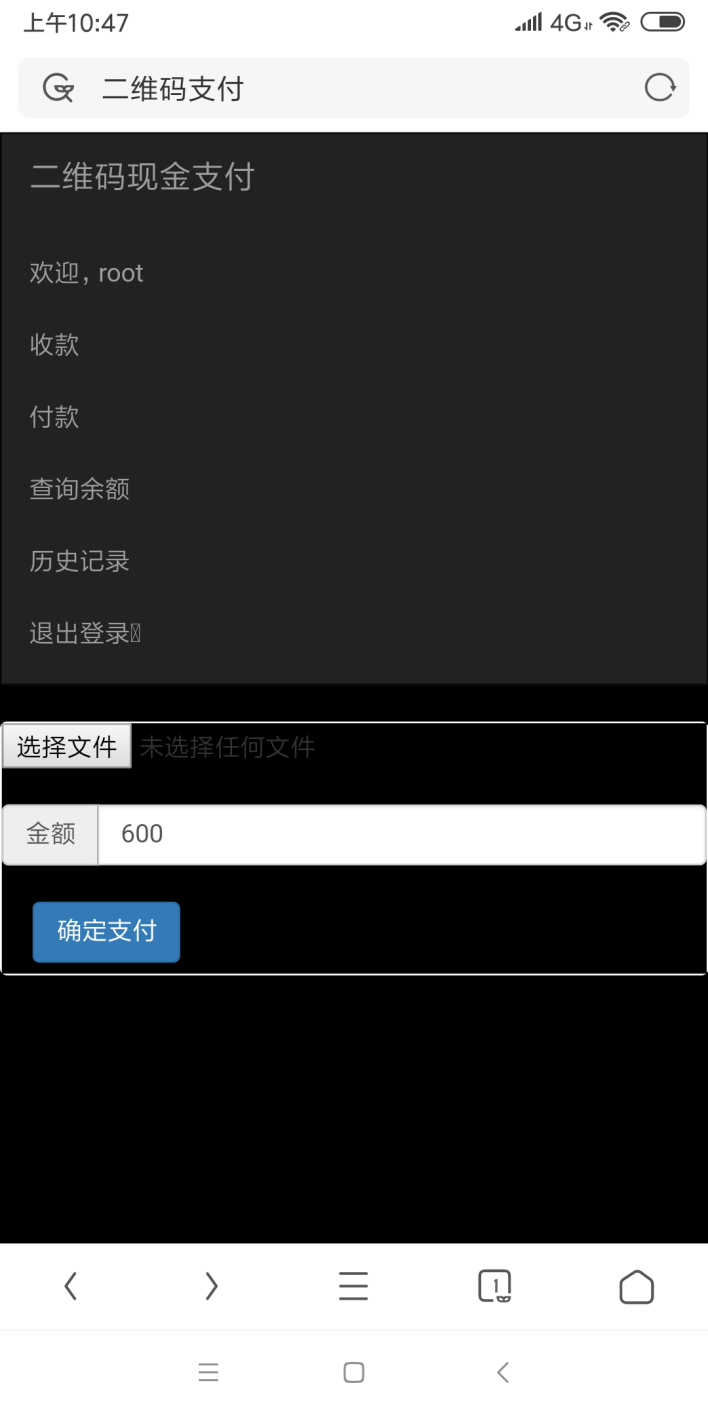 上午10:47
4G
二维码支付
二维码现金支付
欢迎，root
收款
付款
查询余额
历史记录
退出登录
选择文件 未选择任何文件
金额 600
确定支付
1